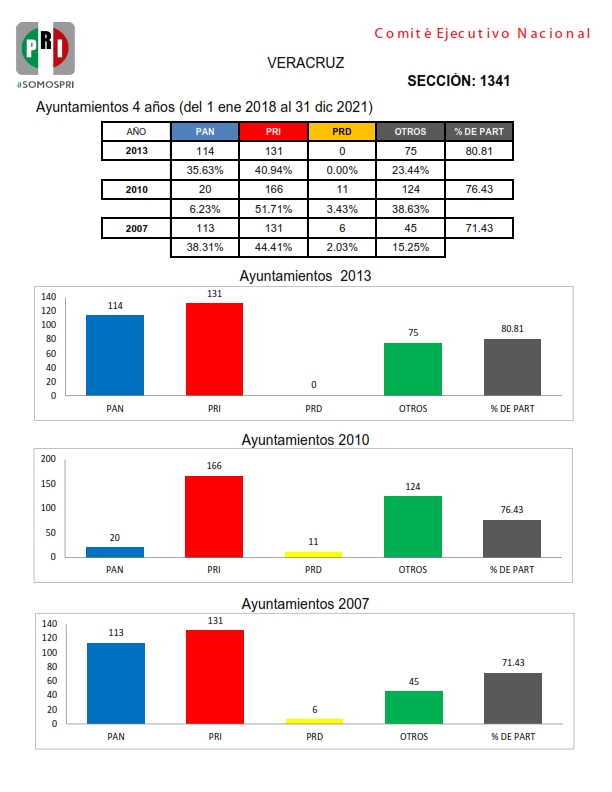 PRI
#SOMOSPRI
Comité Ejecutivo Nacional
VERACRUZ
SECCIÓN: 1341
Ayuntamientos 4 años (del 1 ene 2018 al 31 dic 2021)
AÑO PAN PRI PRD OTROS % DE PART
2013 114 131 0 75 80.81
35.63% 40.94% 0.00% 23.44%
2010 20 166 11 124 76.43
6.23% 51.71% 3.43% 38.63%
2007 113 131 6 45 71.43
38.31% 44.41% 2.03% 15.25%
Ayuntamientos 2013
140
120
100
80
60
40
20
0
114 131 0 75 80.81
PAN PRI PRD OTROS % DE PART
Ayuntamientos 2010
200
150
100
50
0
20 166 11 124 76.43
PAN PRI PRD OTROS % DE PART
Ayuntamientos 2007
140
120
100
80
60
40
20
0
113 131 6 45 71.43
PAN PRI PRD OTROS % DE PART